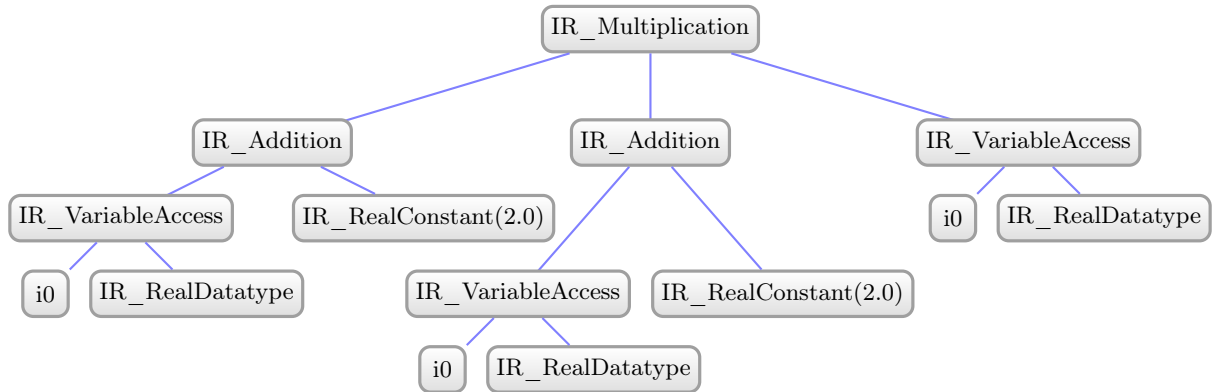 IR_Multiplication
IR_Addition
IR_Addition
IR_VariableAccess
IR_VariableAccess
IR_RealConstant(2.0)
i0
IR_RealDatatype
i0
IR_RealDatatype
IR_VariableAccess
IR_RealConstant(2.0)
i0
IR_RealDatatype